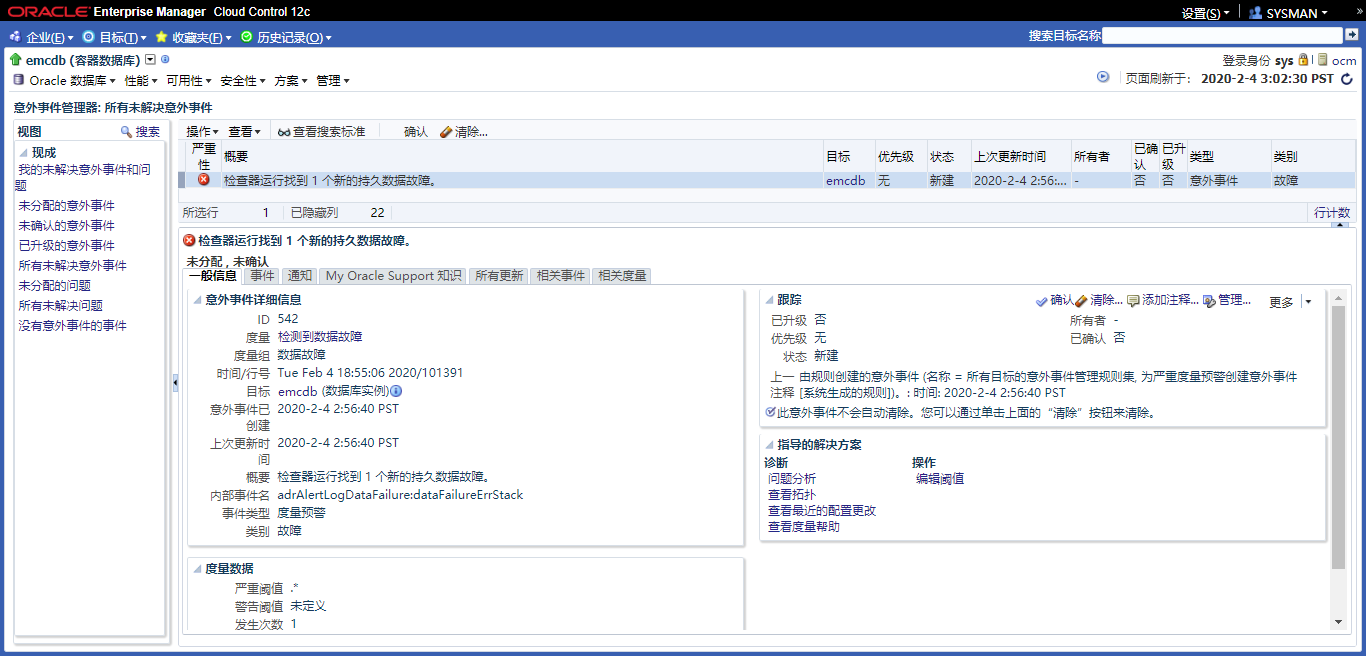 ORACLE Enterprise Manager Cloud Control 12c
设置(S) SYSMAN »
企业(E) 目标(T) 收藏夹(F) 历史记录(O) 搜索目标名称
emcdb (容器数据库) 登录身份 sys ocm
Oracle 数据库 性能 可用性 安全性 方案 管理 页面刷新于: 2020-2-4 3:02:30 PST
意外事件管理器: 所有未解决意外事件
视图 搜索
现成
我的未解决意外事件和问
题
未分配的意外事件
未确认的意外事件
已升级的意外事件
所有未解决意外事件
未分配的问题
所有未解决问题
没有意外事件的事件
操作 查看 查看搜索标准 确认 清除...
严重
性 概要 目标 优先级 状态 上次更新时间 所有者 已确
认 已升
级 类型 类别
检查器运行找到 1 个新的持久数据故障。 emcdb 无 新建 2020-2-4 2:56:... - 否 否 意外事件 故障
所选行 1 已隐藏列 22 行计数
检查器运行找到 1 个新的持久数据故障。
未分配 , 未确认
一般信息 事件 通知 My Oracle Support 知识 所有更新 相关事件 相关度量
意外事件详细信息
ID 542
度量 检测到数据故障
度量组 数据故障
时间/行号 Tue Feb 4 18:55:06 2020/101391
目标 emcdb (数据库实例)
意外事件已
创建 2020-2-4 2:56:40 PST
上次更新时
间 2020-2-4 2:56:40 PST
概要 检查器运行找到 1 个新的持久数据故障。
内部事件名 adrAlertLogDataFailure:dataFailureErrStack
事件类型 度量预警
类别 故障
度量数据
严重阈值 .*
警告阈值 未定义
发生次数 1
跟踪 确认 清除... 添加注释... 管理... 更多
已升级 否 所有者 -
优先级 无 已确认 否
状态 新建
上一 由规则创建的意外事件 (名称 = 所有目标的意外事件管理规则集, 为严重度量预警创建意外事件
注释 [系统生成的规则])。: 时间: 2020-2-4 2:56:40 PST
此意外事件不会自动清除。您可以通过单击上面的“清除”按钮来清除。
指导的解决方案
诊断 操作
问题分析 编辑阈值
查看拓扑
查看最近的配置更改
查看度量帮助